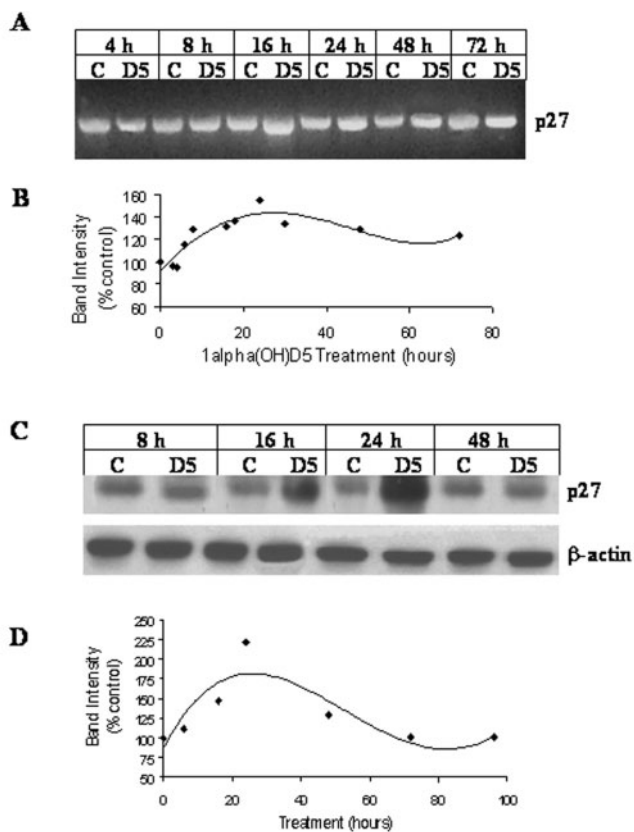 A
4 h 8 h 16 h 24 h 48 h 72 h
C D5 C D5 C D5 C D5 C D5 C D5
p27
B
160
140
120
100
80
60
Band Intensity
(% control)
0 20 40 60 80
1alpha(OH)D5 Treatment (hours)
C
8 h 16 h 24 h 48 h
C D5 C D5 C D5 C D5
p27
β-actin
D
250
225
200
175
150
125
100
75
50
Band Intensity
(% control)
0 20 40 60 80 100
Treatment (hours)